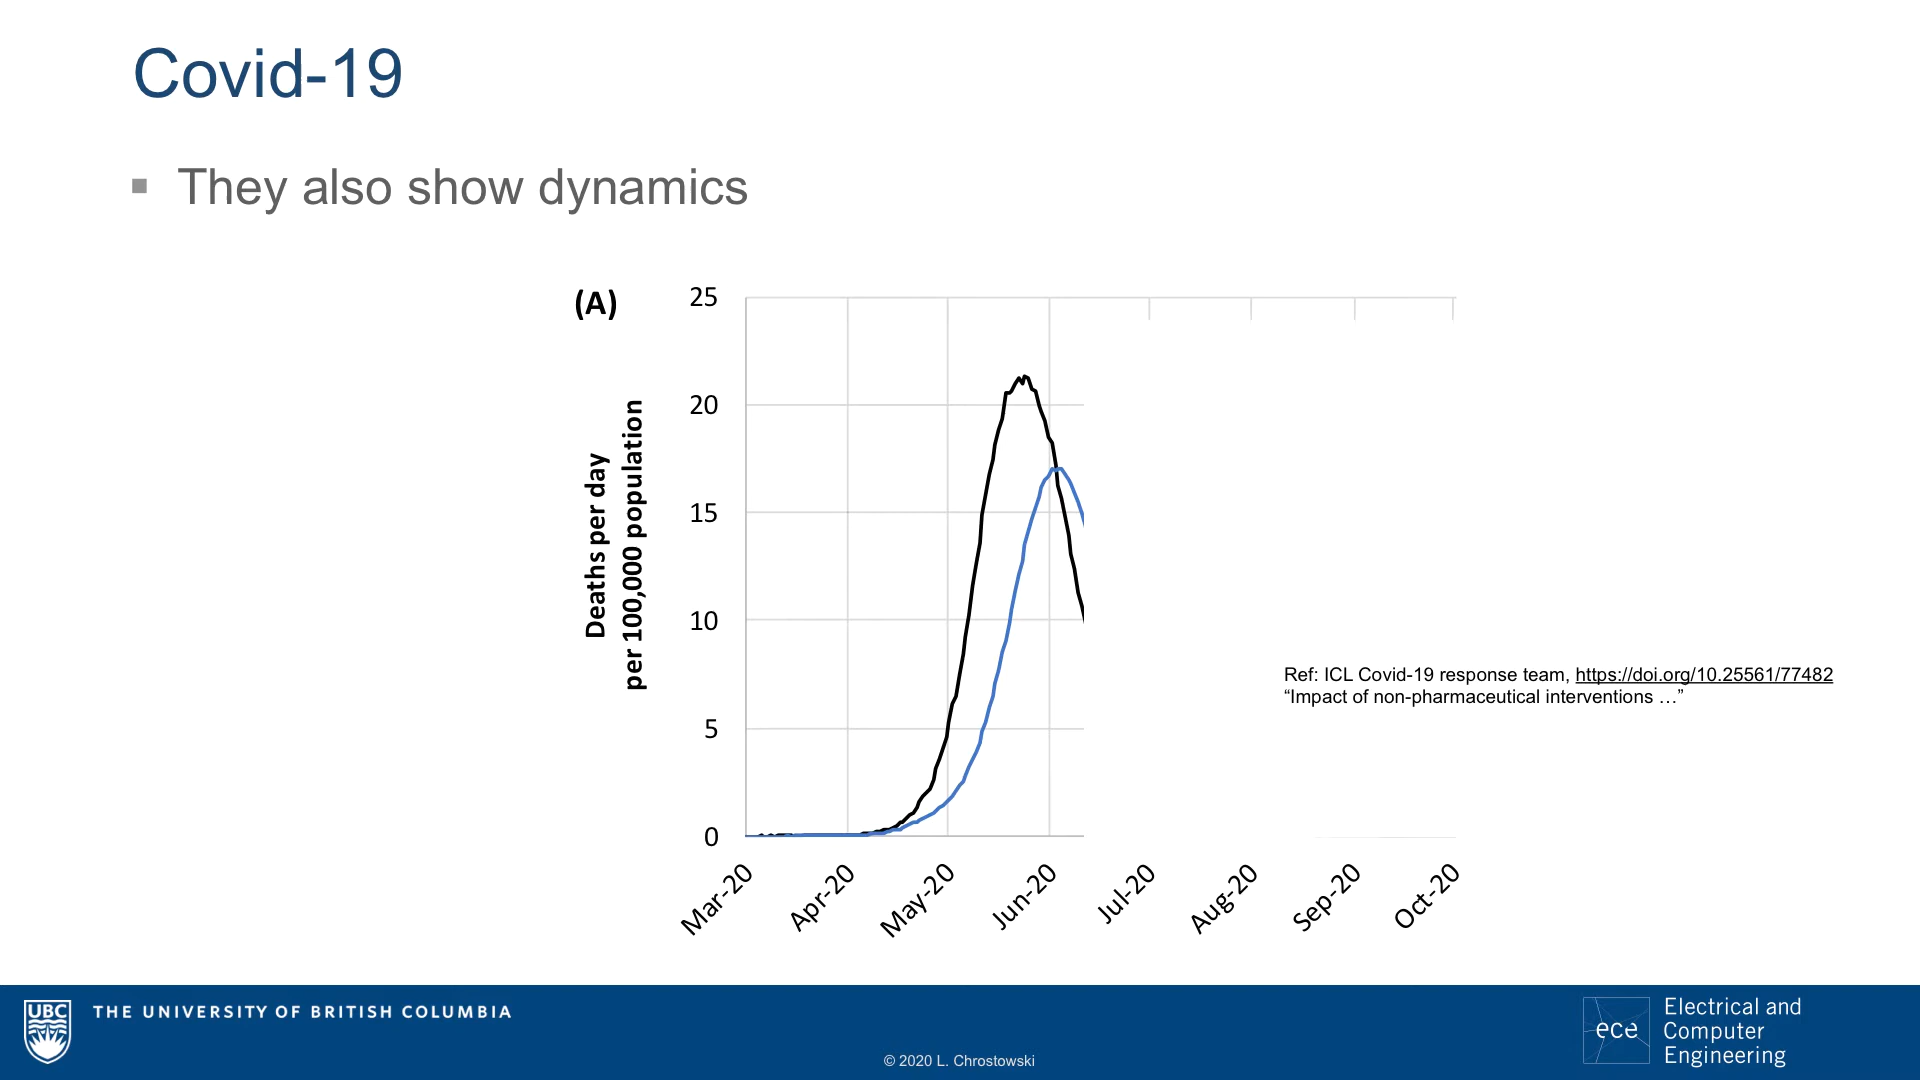 Covid-19
▪ They also show dynamics
(A)
Deaths per day
per 100,000 population
25
20
15
10
5
0
Mar-20
Apr-20
May-20
Jun-20
Jul-20
Aug-20
Sep-20
Oct-20
Ref: ICL Covid-19 response team, https://doi.org/10.25561/77482
“Impact of non-pharmaceutical interventions …”
UBC
THE UNIVERSITY OF BRITISH COLUMBIA
© 2020 L. Chrostowski
ece
Electrical and
Computer
Engineering